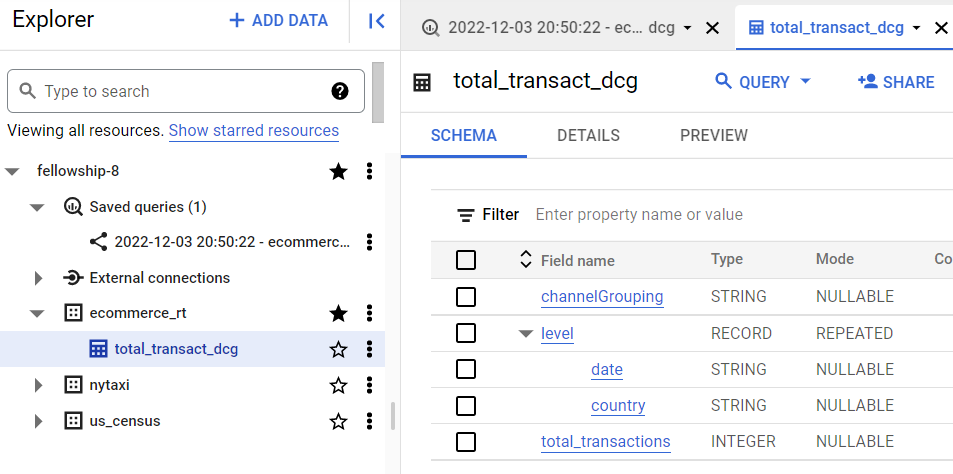 Explorer
+ ADD DATA
Type to search
Viewing all resources. Show starred resources
fellowship-8
Saved queries (1)
2022-12-03 20:50:22 - ecommerc...
External connections
ecommerce_rt
total_transact_dcg
nytaxi
us_census
2022-12-03 20:50:22 - ec... dcg
total_transact_dcg
total_transact_dcg
QUERY
SHARE
SCHEMA DETAILS PREVIEW
Filter Enter property name or value
Field name Type Mode Co
channelGrouping STRING NULLABLE
level RECORD REPEATED
date STRING NULLABLE
country STRING NULLABLE
total_transactions INTEGER NULLABLE